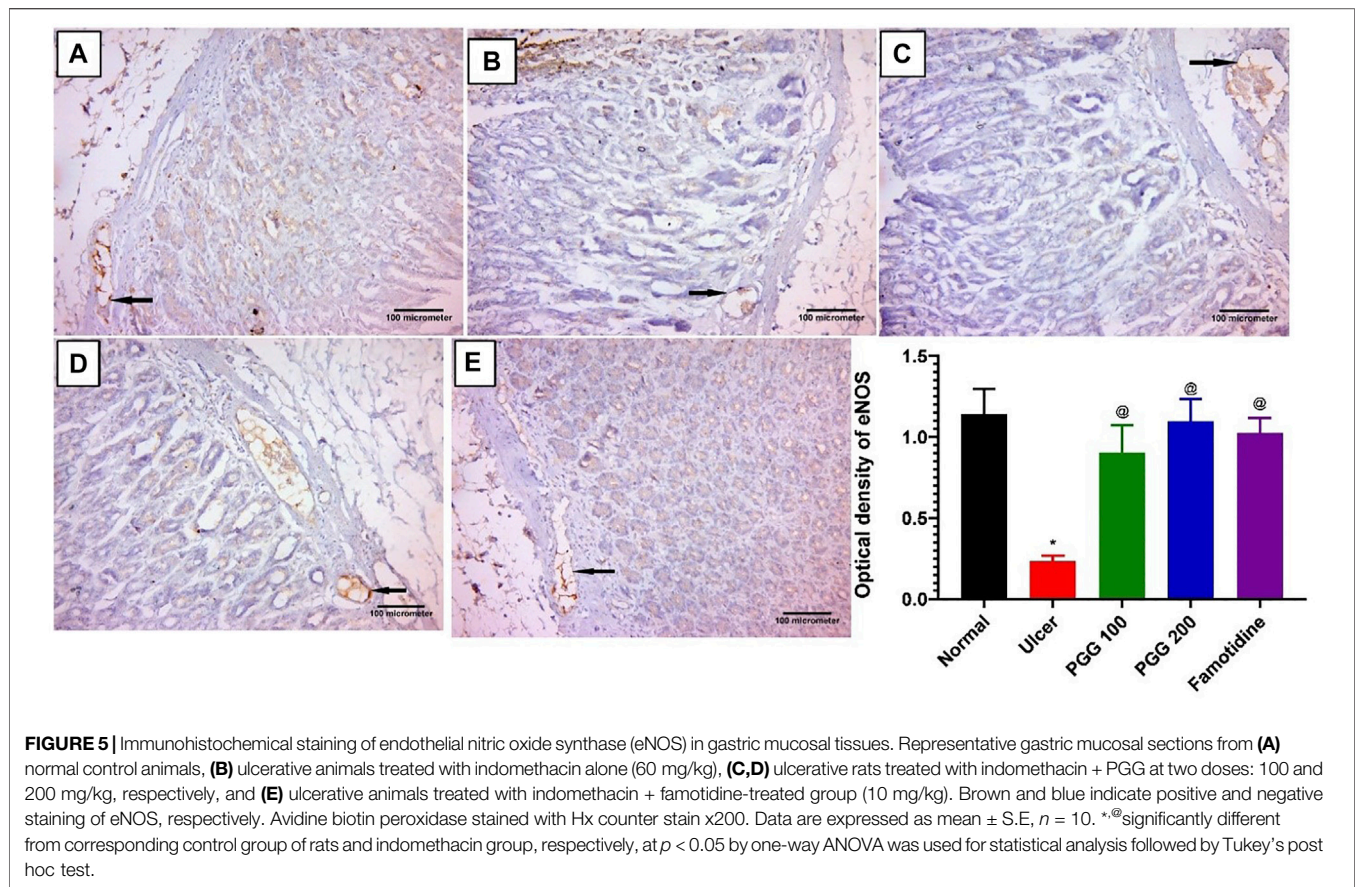 A
100 micrometer
B
100 micrometer
C
100 micrometer
D
100 micrometer
E
100 micrometer
Optical density of eNOS
1.5
1.0
0.5
0.0
*
@
@
@
Normal
Ulcer
PGG 100
PGG 200
Famotidine
FIGURE 5 | Immunohistochemical staining of endothelial nitric oxide synthase (eNOS) in gastric mucosal tissues. Representative gastric mucosal sections from (A)
normal control animals, (B) ulcerative animals treated with indomethacin alone (60 mg/kg), (C,D) ulcerative rats treated with indomethacin + PGG at two doses: 100 and
200 mg/kg, respectively, and (E) ulcerative animals treated with indomethacin + famotidine-treated group (10 mg/kg). Brown and blue indicate positive and negative
staining of eNOS, respectively. Avidine biotin peroxidase stained with Hx counter stain x200. Data are expressed as mean ± S.E, n = 10. *,@significantly different
from corresponding control group of rats and indomethacin group, respectively, at p < 0.05 by one-way ANOVA was used for statistical analysis followed by Tukey's post
hoc test.